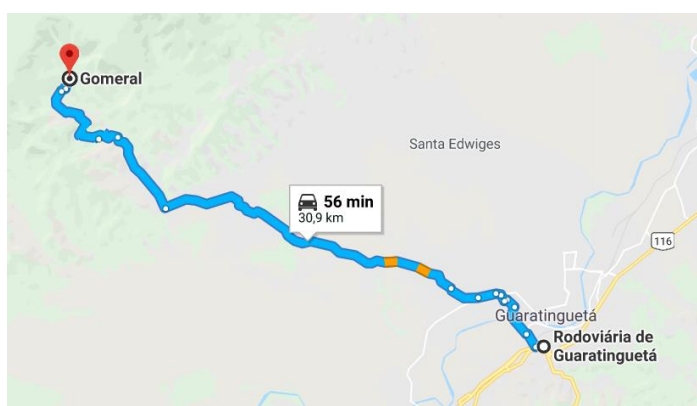 Gomeral
Santa Edwiges
56 min
30,9 km
116
Guaratinguetá
Rodoviária de
Guaratinguetá